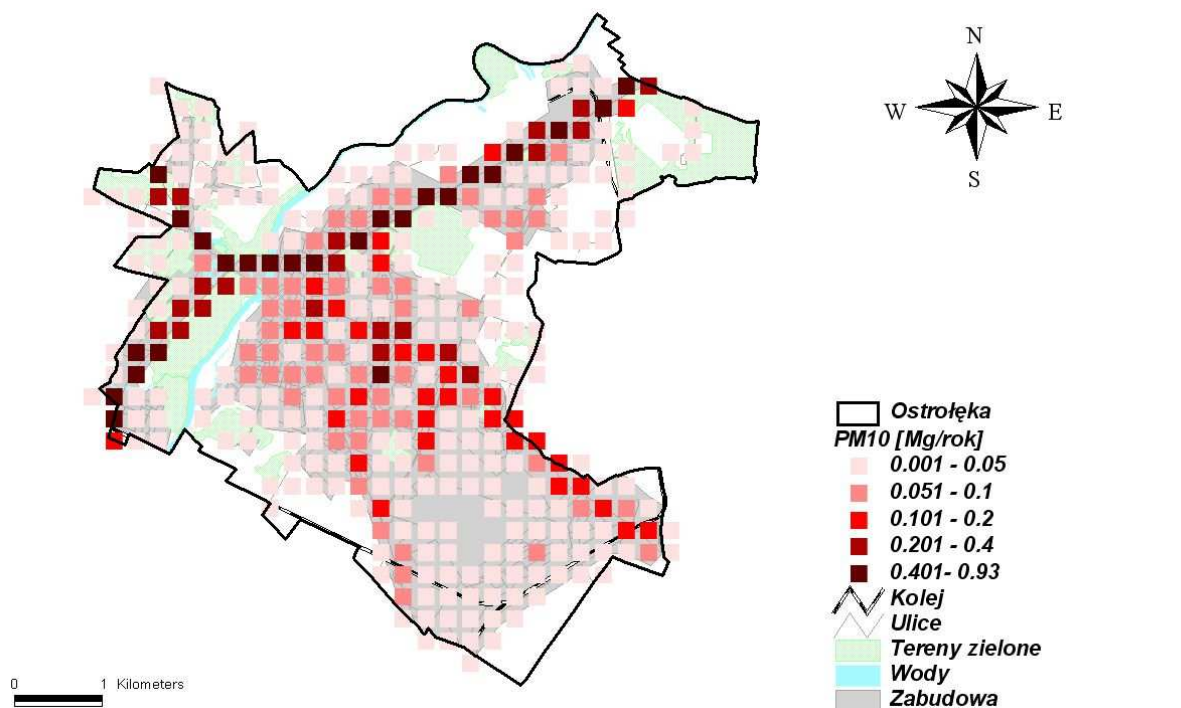 N
W E
S
Ostrołęka
PM10 [Mg/rok]
0.001 - 0.05
0.051 - 0.1
0.101 - 0.2
0.201 - 0.4
0.401- 0.93
Kolej
Ulice
Tereny zielone
Wody
Zabudowa
0 1 Kilometers